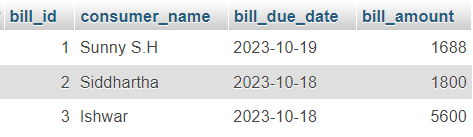 bill_id consumer_name bill_due_date bill_amount
1 Sunny S.H 2023-10-19 1688
2 Siddhartha 2023-10-18 1800
3 Ishwar 2023-10-18 5600